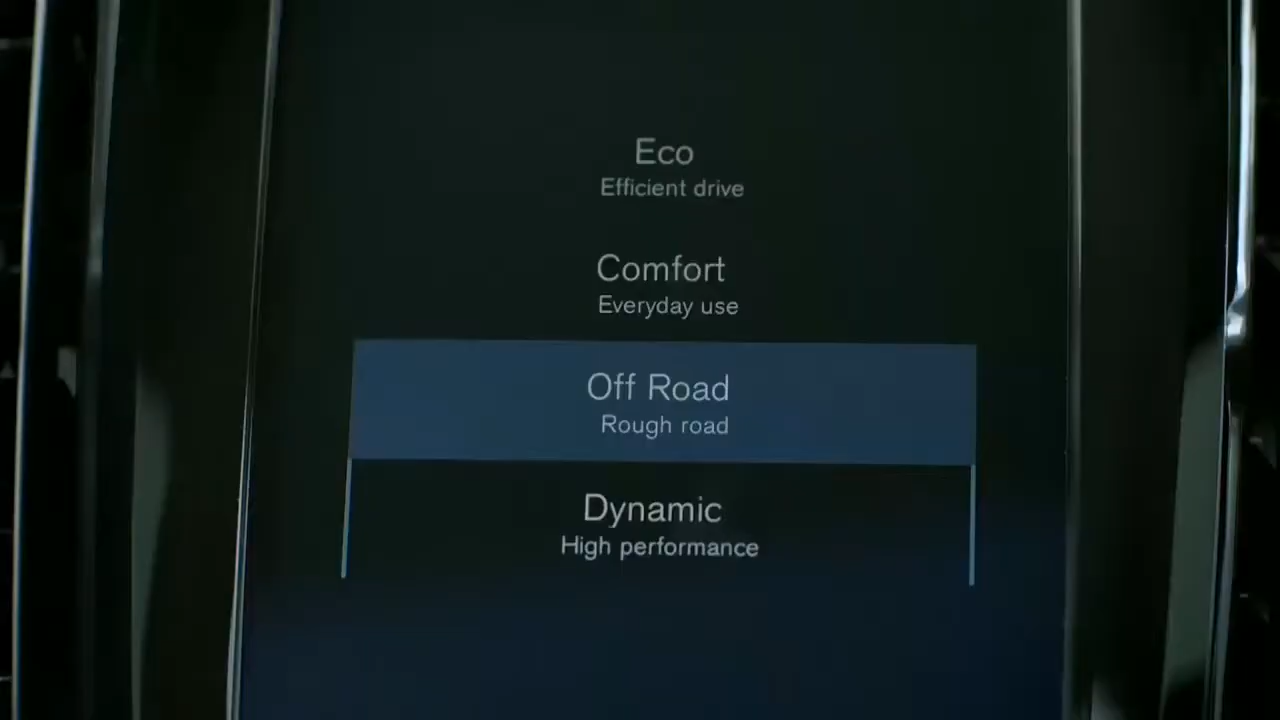 Eco
Efficient drive
Comfort
Everyday use
Off Road
Rough road
Dynamic
High performance